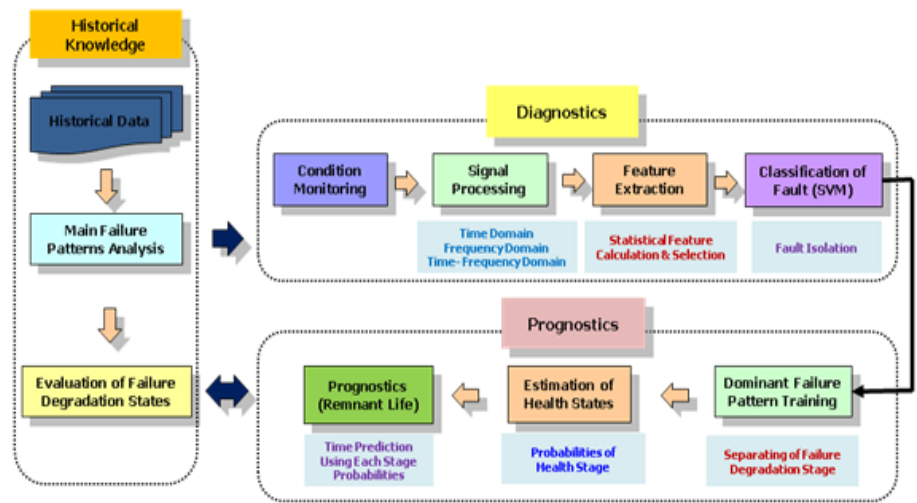 Historical
Knowledge
Historical Data
Main Failure
Patterns Analysis
Evaluation of Failure
Degradation States
Diagnostics
Condition
Monitoring
Signal
Processing
Time Domain
Frequency Domain
Time- Frequency Domain
Feature
Extraction
Statistical Feature
Calculation & Selection
Classification of
Fault (SVM)
Fault Isolation
Prognostics
Prognostics
(Remnant Life)
Time Prediction
Using Each Stage
Probabilities
Estimation of
Health States
Probabilities of
Health Stage
Dominant Failure
Pattern Training
Separating of Failure
Degradation Stage